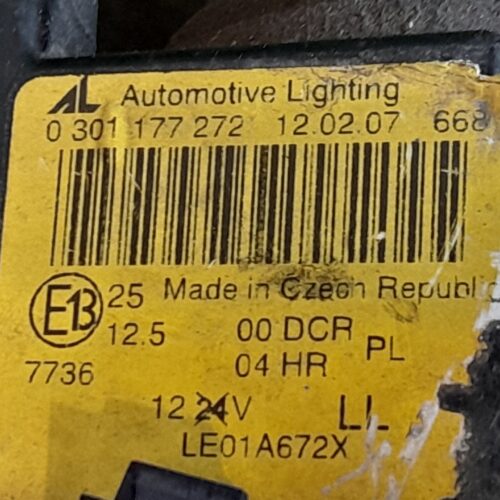 AL Automotive Lighting
0 301 177 272 12.02.07 668
E13 25 Made in Czech Republic
12.5 00 DCR PL
7736 04 HR
12 24V LL
LE01A672X